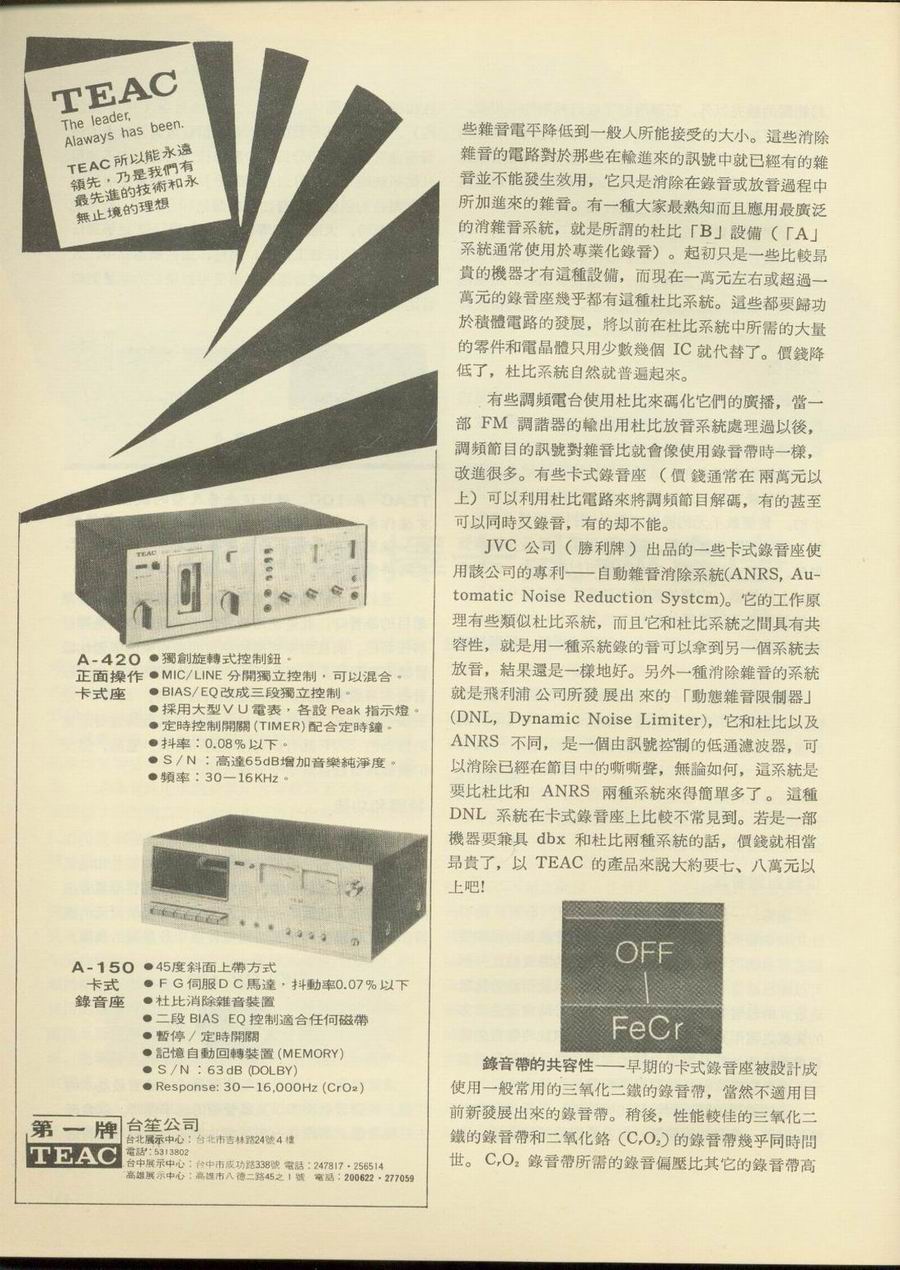 TEAC
The leader,
Alaways has been.
TEAC所以能永遠
領先，乃是我們有
最先進的技術和永
無止境的理想
TEAC
A-420
正面操作
卡式座
●獨創旋轉式控制鈕。
●MIC/LINE 分開獨立控制，可以混合。
●BIAS/EQ改成三段獨立控制。
●採用大型ＶＵ電表，各設 Peak 指示燈。
●定時控制開關(TIMER)配合定時鐘。
●抖率：0.08%以下。
●Ｓ/Ｎ：高達65dB增加音樂純淨度。
●頻率：30—16KHz。
A-150
卡式
錄音座
●45度斜面上帶方式
●ＦＧ伺服ＤＣ馬達，抖動率0.07%以下
●杜比消除雜音裝置
●二段 BIAS EQ控制適合任何磁帶
●暫停/定時開關
●記憶自動回轉裝置(MEMORY)
●Ｓ/Ｎ：63dB (DOLBY)
●Response: 30—16,000Hz (CrO₂)
第一牌
TEAC
台笙公司
台北展示中心：台北市吉林路24號4樓
電話：5313802
台中展示中心：台中市成功路338號 電話：247817·256514
高雄展示中心：高雄市八德二路45之1號 電話：200622·277059
些雜音電平降低到一般人所能接受的大小。這些消除
雜音的電路對於那些在輸進來的訊號中就已經有的雜
音並不能發生效用，它只是消除在錄音或放音過程中
所加進來的雜音。有一種大家最熟知而且應用最廣泛
的消雜音系統，就是所謂的杜比「B」設備（「A」
系統通常使用於專業化錄音）。起初只是一些比較昂
貴的機器才有這種設備，而現在一萬元左右或超過一
萬元的錄音座幾乎都有這種杜比系統。這些都要歸功
於積體電路的發展，將以前在杜比系統中所需的大量
的零件和電晶體只用少數幾個 IC 就代替了。價錢降
低了，杜比系統自然就普遍起來。
有些調頻電台使用杜比來碼化它們的廣播，當一
部 FM 調諧器的輸出用杜比放音系統處理過以後，
調頻節目的訊號對雜音比就會像使用錄音帶時一樣，
改進很多。有些卡式錄音座（價錢通常在兩萬元以
上）可以利用杜比電路來將調頻節目解碼，有的甚至
可以同時又錄音，有的却不能。
JVC 公司（勝利牌）出品的一些卡式錄音座使
用該公司的專利——自動雜音消除系統(ANRS, Au-
tomatic Noise Reduction Systcm)。它的工作原
理有些類似杜比系統，而且它和杜比系統之間具有共
容性，就是用一種系統錄的音可以拿到另一個系統去
放音，結果還是一樣地好。另外一種消除雜音的系統
就是飛利浦公司所發展出來的「動態雜音限制器」
(DNL, Dynamic Noise Limiter)，它和杜比以及
ANRS 不同，是一個由訊號控制的低通濾波器，可
以消除已經在節目中的嘶嘶聲，無論如何，這系統是
要比杜比和 ANRS 兩種系統來得簡單多了。這種
DNL 系統在卡式錄音座上比較不常見到。若是一部
機器要兼具 dbx 和杜比兩種系統的話，價錢就相當
昂貴了，以 TEAC 的產品來說大約要七、八萬元以
上吧!
OFF
FeCr
錄音帶的共容性——早期的卡式錄音座被設計成
使用一般常用的三氧化二鐵的錄音帶，當然不適用目
前新發展出來的錄音帶。稍後，性能較佳的三氧化二
鐵的錄音帶和二氧化鉻（CᵣO₂）的錄音帶幾乎同時問
世。CᵣO₂ 錄音帶所需的錄音偏壓比其它的錄音帶高